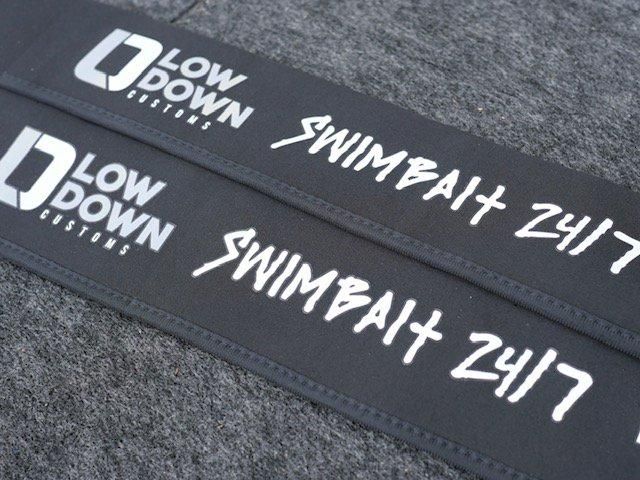 LOW
DOWN
CUSTOMS
SWIMBAIT 24/7
LOW
DOWN
CUSTOMS
SWIMBAIT 24/7